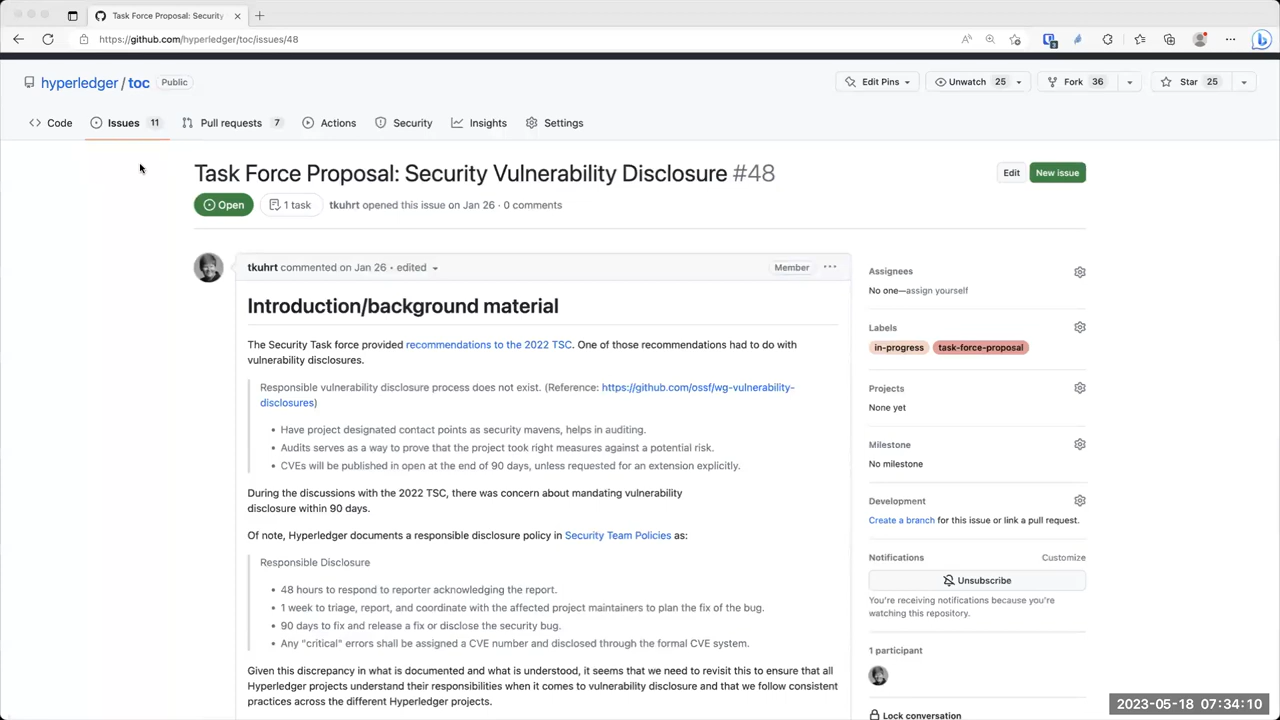 Task Force Proposal: Security
https://github.com/hyperledger/toc/issues/48
hyperledger / toc Public
Edit Pins
Unwatch 25
Fork 36
Star 25
Code
Issues 11
Pull requests 7
Actions
Security
Insights
Settings
Task Force Proposal: Security Vulnerability Disclosure #48
Edit
New issue
Open
1 task
tkuhrt opened this issue on Jan 26 · 0 comments
tkuhrt commented on Jan 26 • edited
Member
Introduction/background material
The Security Task force provided recommendations to the 2022 TSC. One of those recommendations had to do with
vulnerability disclosures.
Responsible vulnerability disclosure process does not exist. (Reference: https://github.com/ossf/wg-vulnerability-
disclosures)
• Have project designated contact points as security mavens, helps in auditing.
• Audits serves as a way to prove that the project took right measures against a potential risk.
• CVEs will be published in open at the end of 90 days, unless requested for an extension explicitly.
During the discussions with the 2022 TSC, there was concern about mandating vulnerability
disclosure within 90 days.
Of note, Hyperledger documents a responsible disclosure policy in Security Team Policies as:
Responsible Disclosure
• 48 hours to respond to reporter acknowledging the report.
• 1 week to triage, report, and coordinate with the affected project maintainers to plan the fix of the bug.
• 90 days to fix and release a fix or disclose the security bug.
• Any "critical" errors shall be assigned a CVE number and disclosed through the formal CVE system.
Given this discrepancy in what is documented and what is understood, it seems that we need to revisit this to ensure that all
Hyperledger projects understand their responsibilities when it comes to vulnerability disclosure and that we follow consistent
practices across the different Hyperledger projects.
Assignees
No one—assign yourself
Labels
in-progress
task-force-proposal
Projects
None yet
Milestone
No milestone
Development
Create a branch for this issue or link a pull request.
Notifications
Customize
Unsubscribe
You're receiving notifications because you're
watching this repository.
1 participant
Lock conversation
2023-05-18 07:34:10